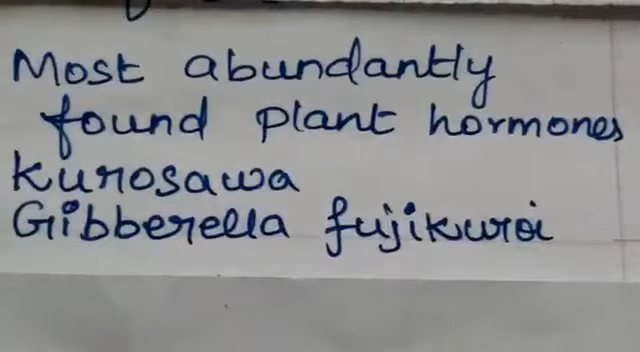 Most abundantly
found plant hormones
Kurosawa
Gibberella fujikuroi